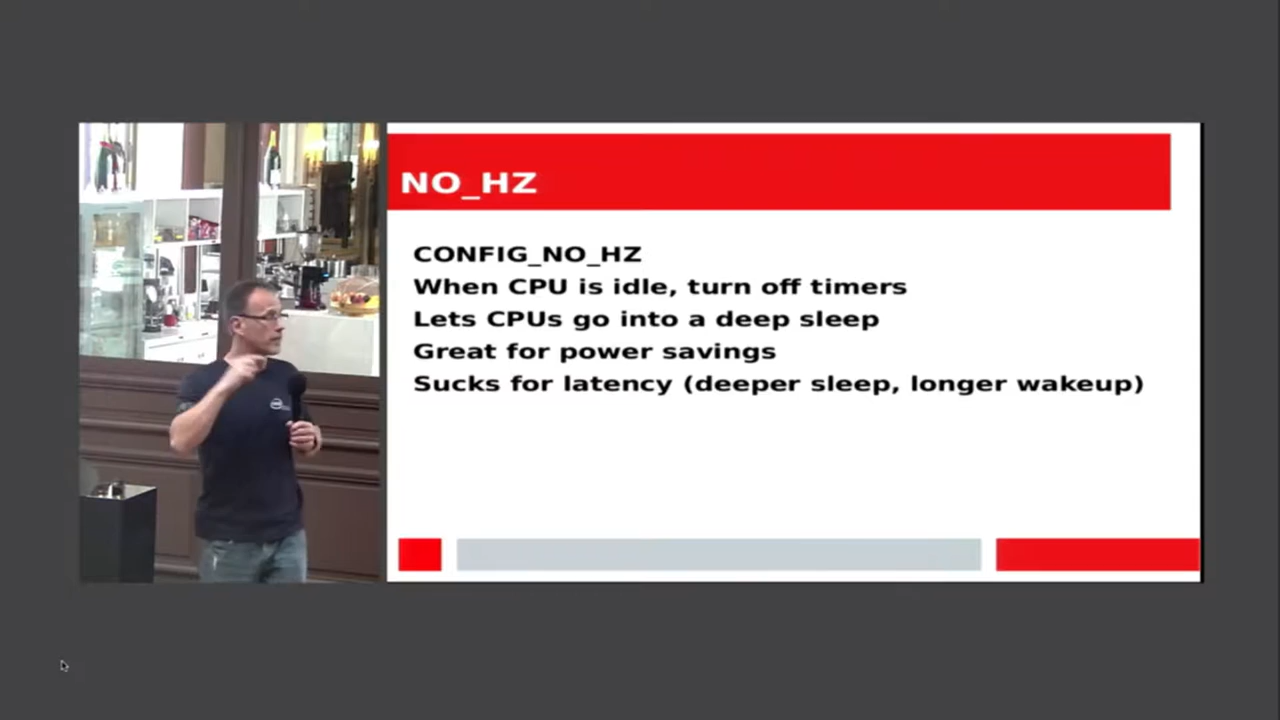 NO_HZ
CONFIG_NO_HZ
When CPU is idle, turn off timers
Lets CPUs go into a deep sleep
Great for power savings
Sucks for latency (deeper sleep, longer wakeup)